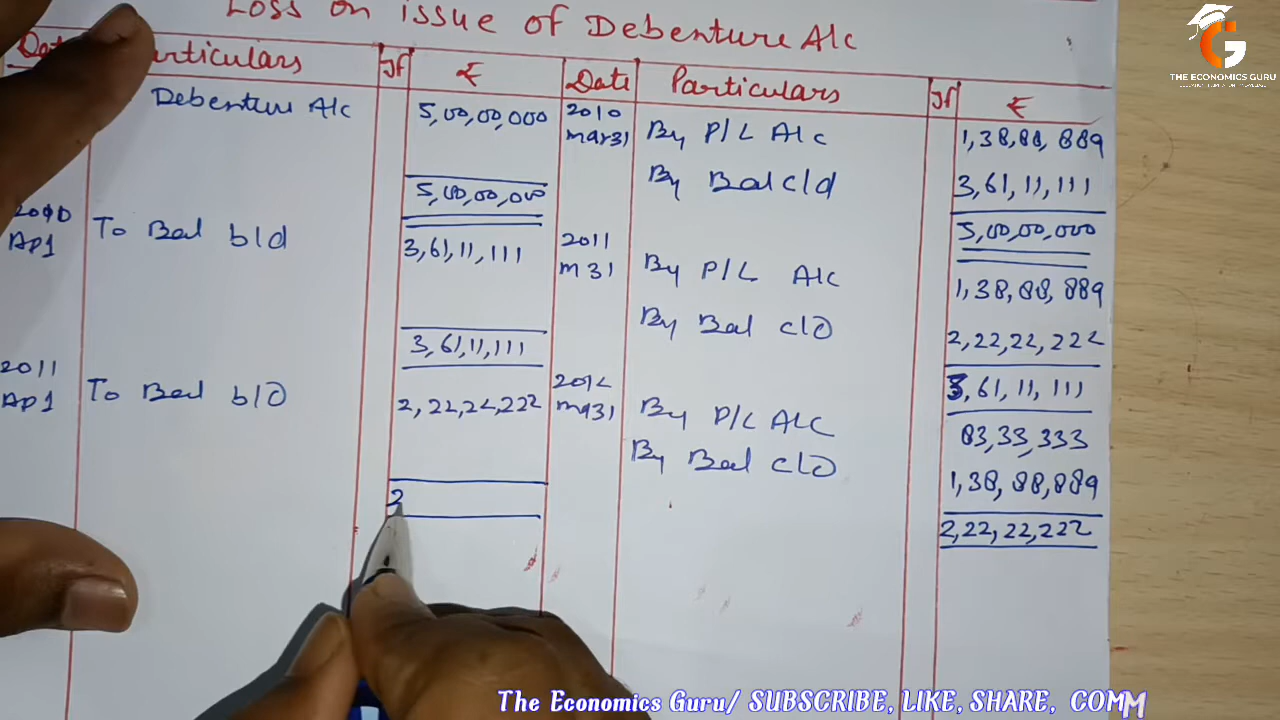 Loss on issue of Debenture A/c
Particulars JF ₹ Date Particulars JF ₹
Debenture A/c 5,00,00,000 2010 mar31 By P/L A/c 1,38,88,889
By Bal c/d 3,61,11,111
5,00,00,000 5,00,00,000
2010 Ap1 To Bal b/d 3,61,11,111 2011 m31 By P/L A/c 1,38,88,889
By Bal c/D 2,22,22,222
3,61,11,111 3,61,11,111
2011 Ap1 To Bal b/D 2,22,22,222 2012 mar31 By P/L A/C 83,33,333
By Bal c/D 1,38,88,889
2 2,22,22,222
G
THE ECONOMICS GURU
The Economics Guru/ SUBSCRIBE, LIKE, SHARE, COMM